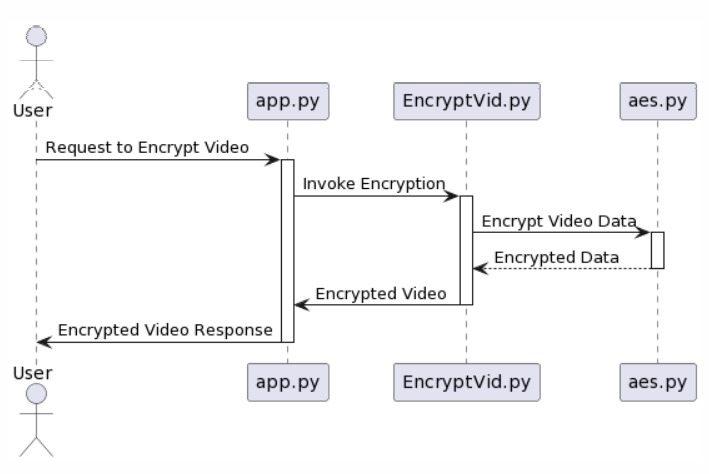 User
app.py
EncryptVid.py
aes.py
Request to Encrypt Video
Invoke Encryption
Encrypt Video Data
Encrypted Data
Encrypted Video
Encrypted Video Response
User
app.py
EncryptVid.py
aes.py